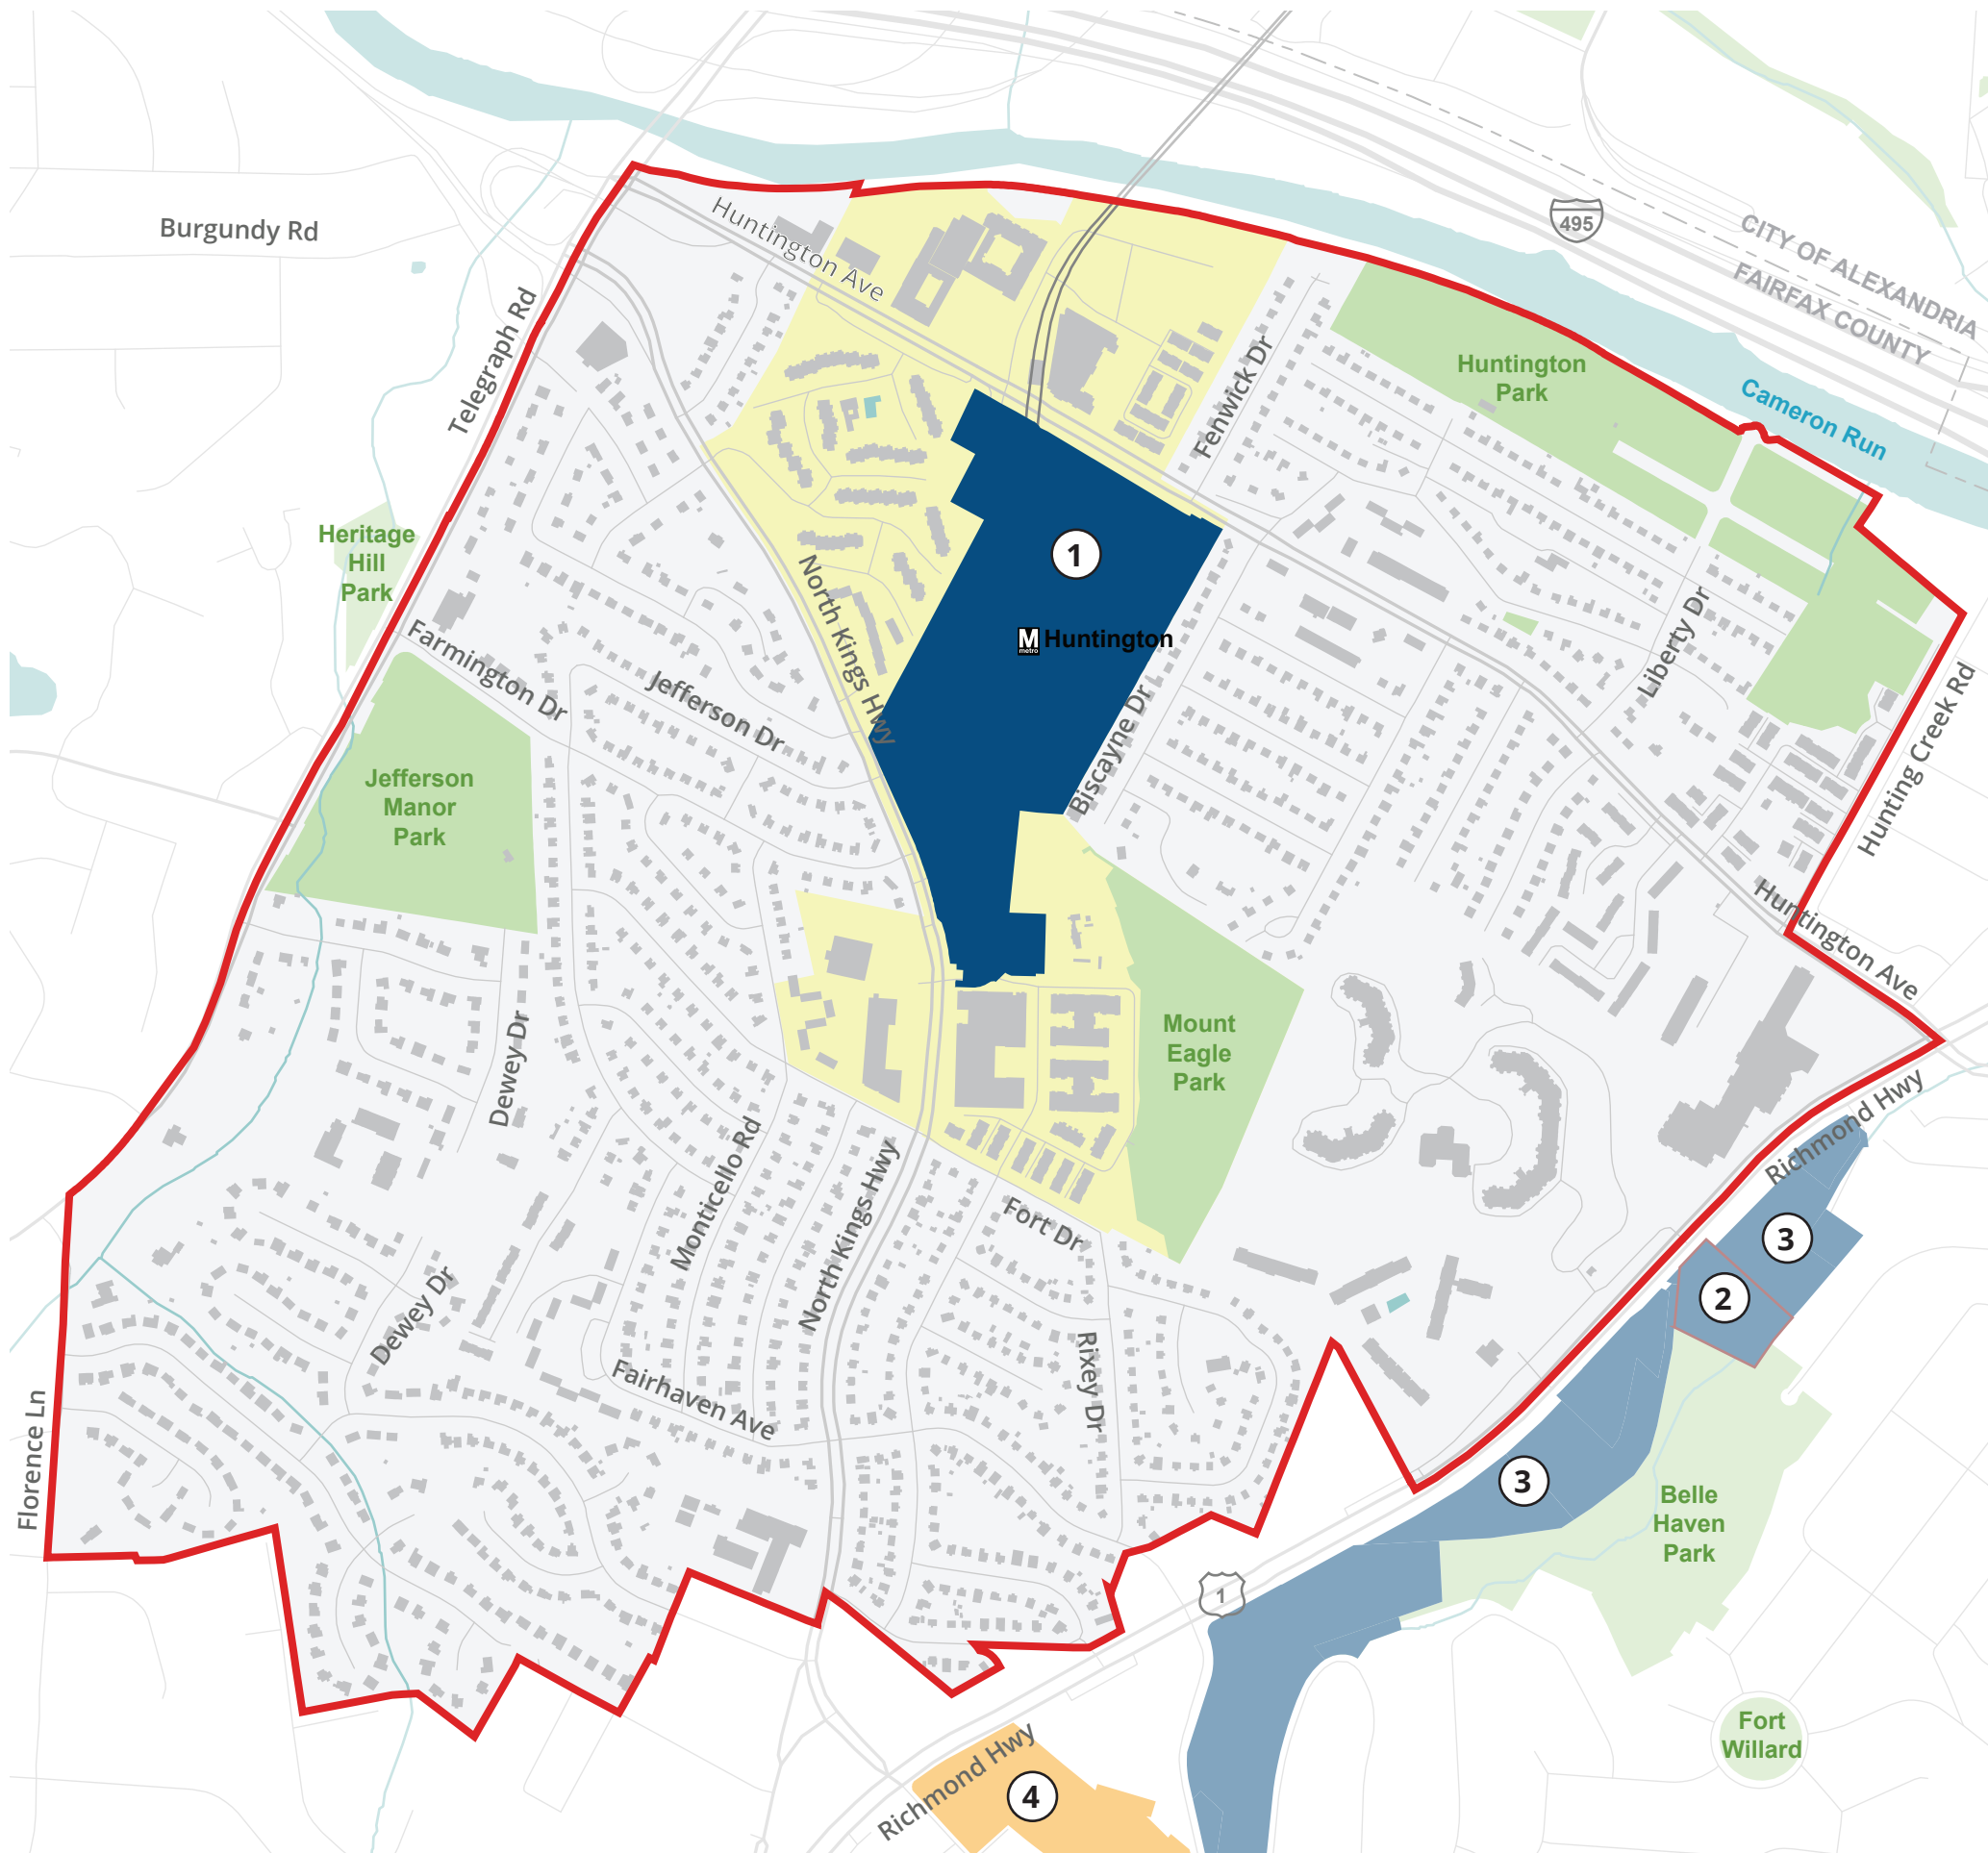 Burgundy Rd
Huntington Ave
495
CITY OF ALEXANDRIA
FAIRFAX COUNTY
Telegraph Rd
Fenwick Dr
Huntington
Park
Cameron Run
Heritage
Hill
Park
1
North Kings Hwy
M
metro
Huntington
Liberty Dr
Farmington Dr
Jefferson Dr
Biscayne Dr
Hunting Creek Rd
Jefferson
Manor
Park
Huntington Ave
Mount
Eagle
Park
Dewey Dr
Richmond Hwy
Monticello Rd
North Kings Hwy
Fort Dr
3
2
Dewey Dr
Rixey Dr
Fairhaven Ave
Florence Ln
3
Belle
Haven
Park
1
Fort
Willard
Richmond Hwy
4